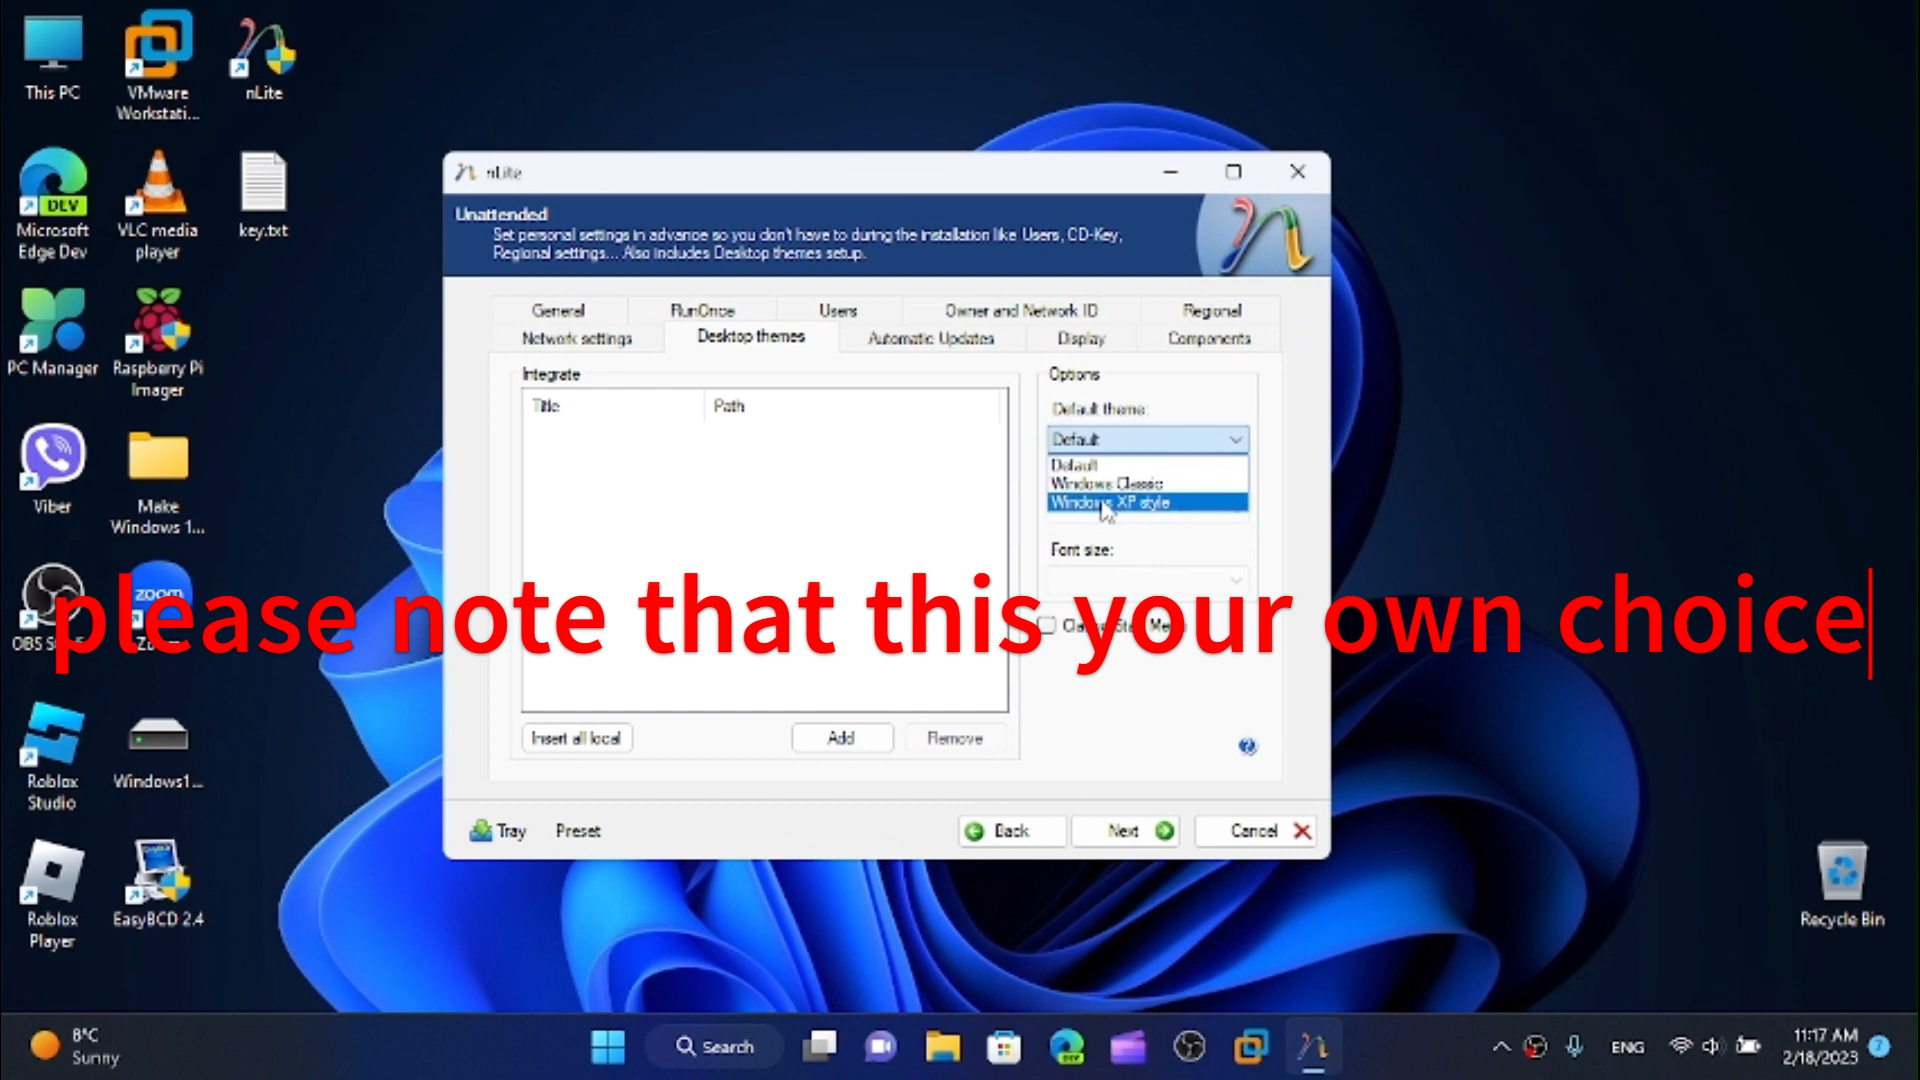 This PC
VMware
Workstati...
nLite
Microsoft
Edge Dev
DEV
VLC media
player
key.txt
PC Manager
Raspberry Pi
Imager
Viber
Make
Windows 1...
zoom
Roblox
Studio
Windows1...
Roblox
Player
EasyBCD 2.4
Recycle Bin
nLite
Unattended
Set personal settings in advance so you don't have to during the installation like Users, CD-Key,
Regional settings... Also includes Desktop themes setup.
General
RunOnce
Users
Owner and Network ID
Regional
Network settings
Desktop themes
Automatic Updates
Display
Components
Integrate
Title
Path
Options
Default theme:
Default
Default
Windows Classic
Windows XP style
Font size:
please note that this your own choice
Insert all local
Add
Remove
Tray
Preset
Back
Next
Cancel
8°C
Sunny
Search
DEV
ENG
11:17 AM
2/18/2023
7